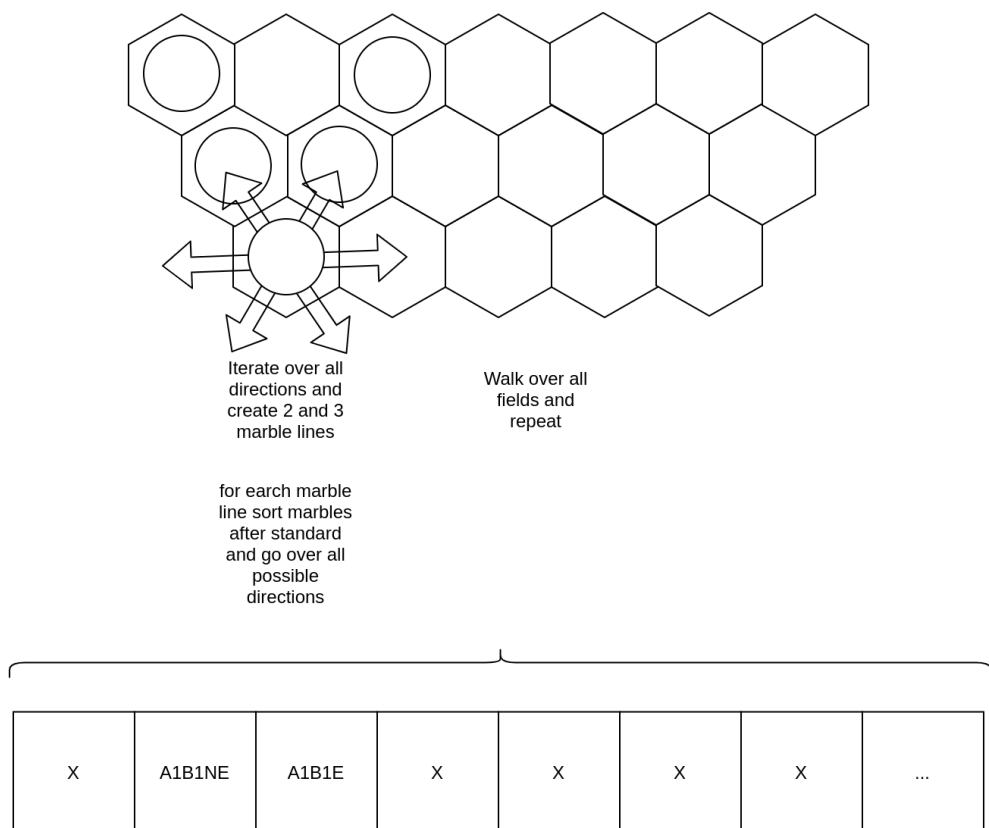 Iterate over all
directions and
create 2 and 3
marble lines
Walk over all
fields and
repeat
for earch marble
line sort marbles
after standard
and go over all
possible
directions
X A1B1NE A1B1E X X X X ...